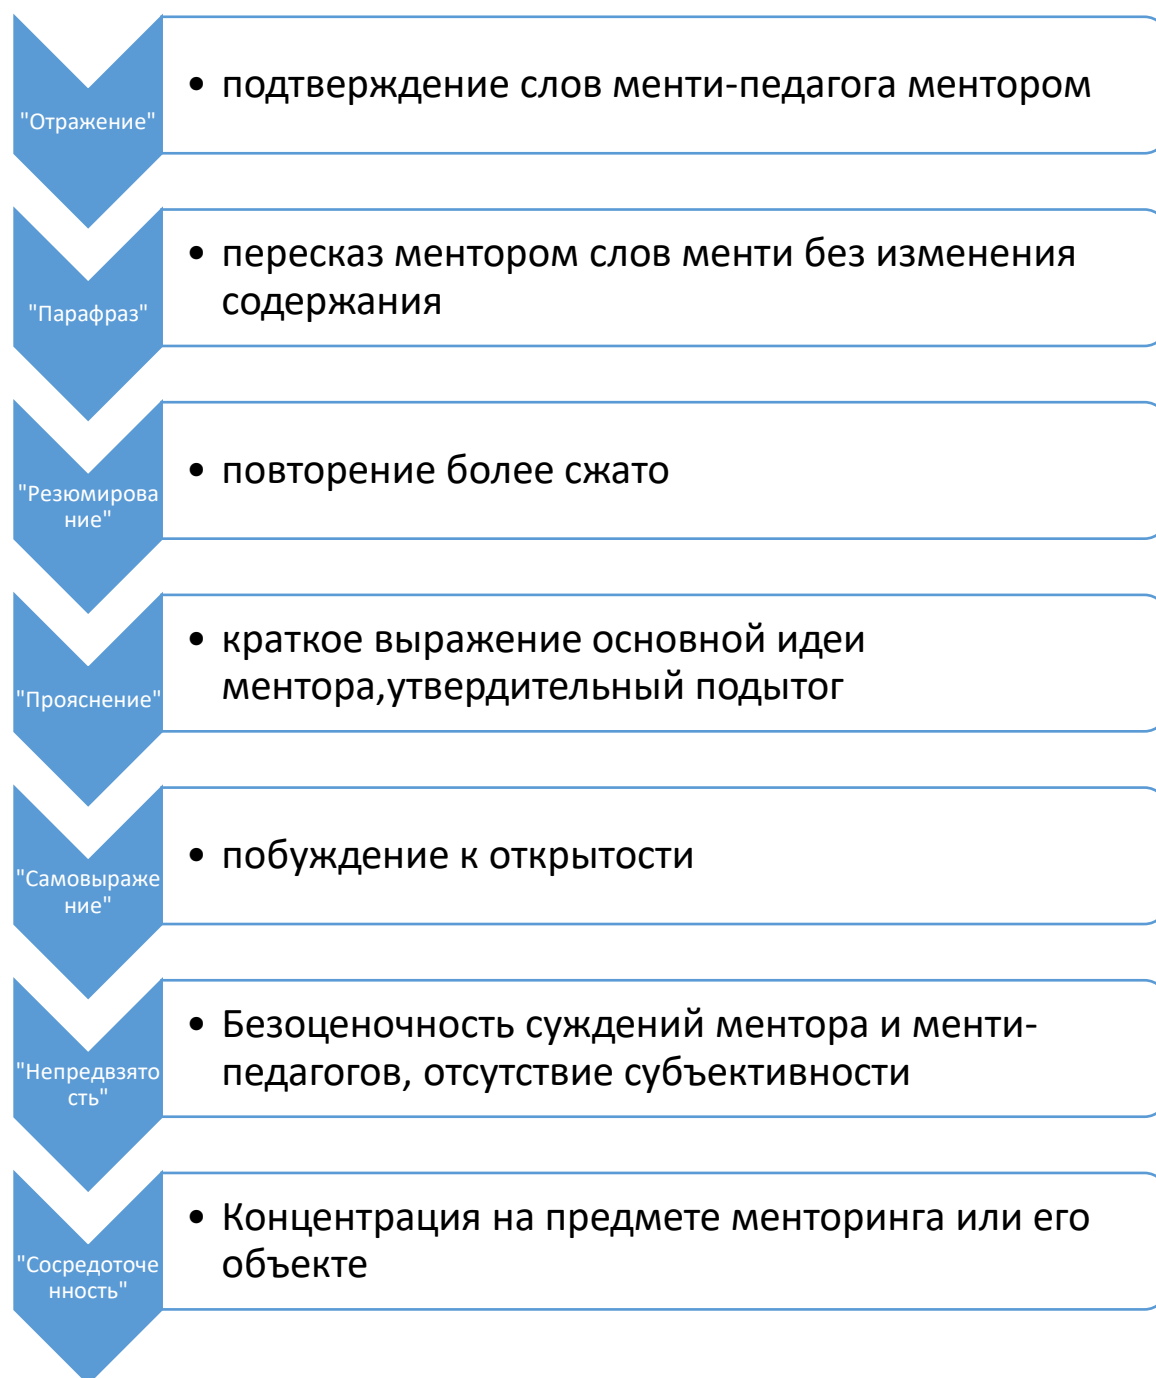 "Отражение"
• подтверждение слов менти-педагога ментором
"Парафраз"
• пересказ ментором слов менти без изменения
содержания
"Резюмирова
ние"
• повторение более сжато
"Прояснение"
• краткое выражение основной идеи
ментора,утвердительный подытог
"Самовыраже
ние"
• побуждение к открытости
"Непредвзято
сть"
• Безоценочность суждений ментора и менти-
педагогов, отсутствие субъективности
"Сосредоточе
нность"
• Концентрация на предмете менторинга или его
объекте